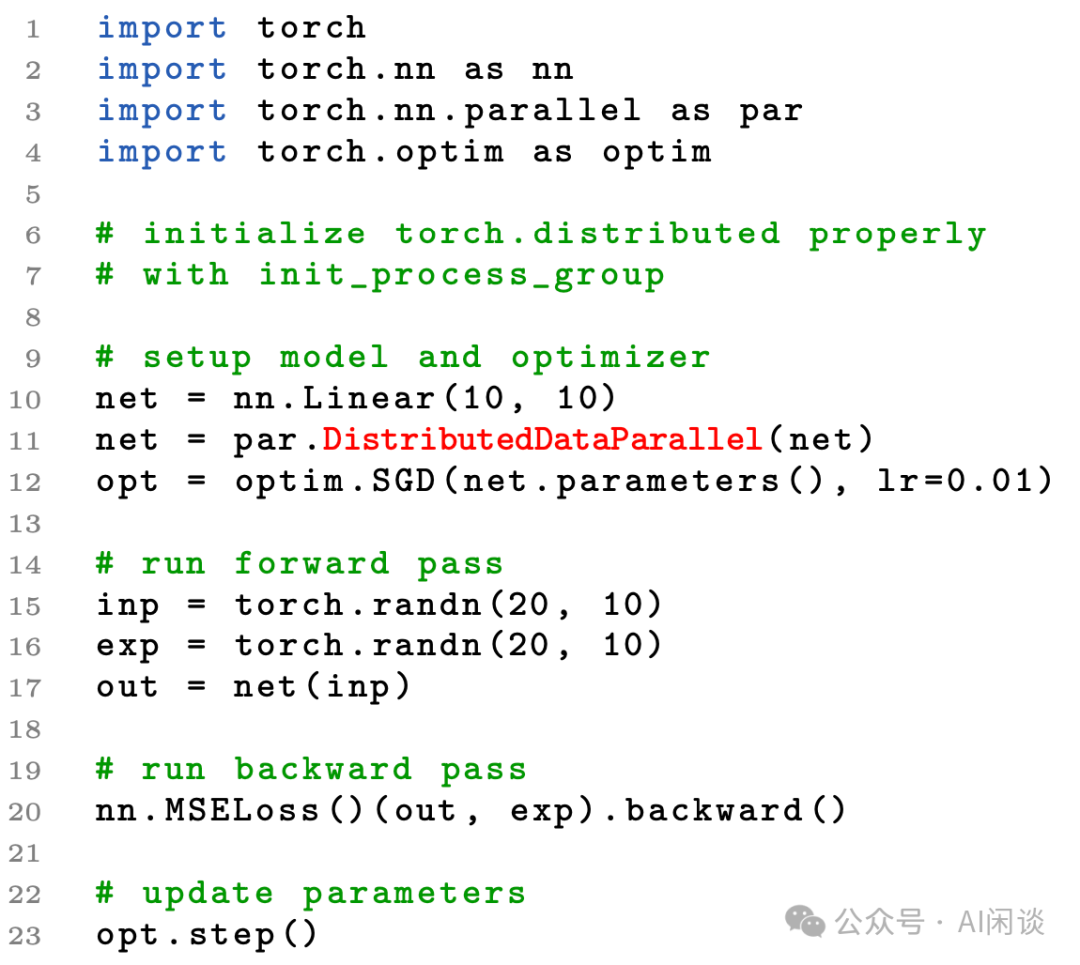 1 import torch
2 import torch.nn as nn
3 import torch.nn.parallel as par
4 import torch.optim as optim
5
6 # initialize torch.distributed properly
7 # with init_process_group
8
9 # setup model and optimizer
10 net = nn.Linear(10, 10)
11 net = par.DistributedDataParallel(net)
12 opt = optim.SGD(net.parameters(), lr=0.01)
13
14 # run forward pass
15 inp = torch.randn(20, 10)
16 exp = torch.randn(20, 10)
17 out = net(inp)
18
19 # run backward pass
20 nn.MSELoss()(out, exp).backward()
21
22 # update parameters
23 opt.step()
公众号 · AI闲谈